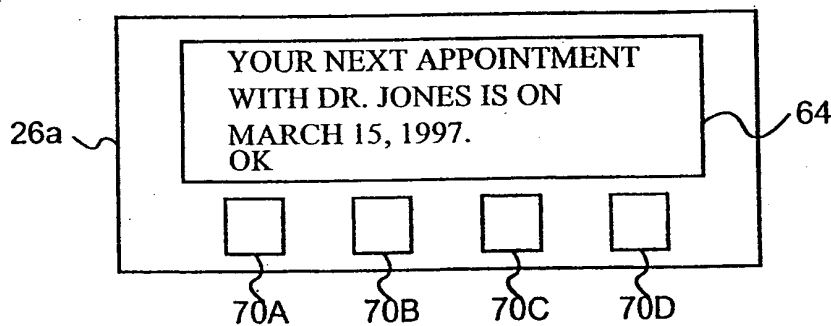 YOUR NEXT APPOINTMENT
WITH DR. JONES IS ON
MARCH 15, 1997.
OK
26a
64
70A 70B 70C 70D